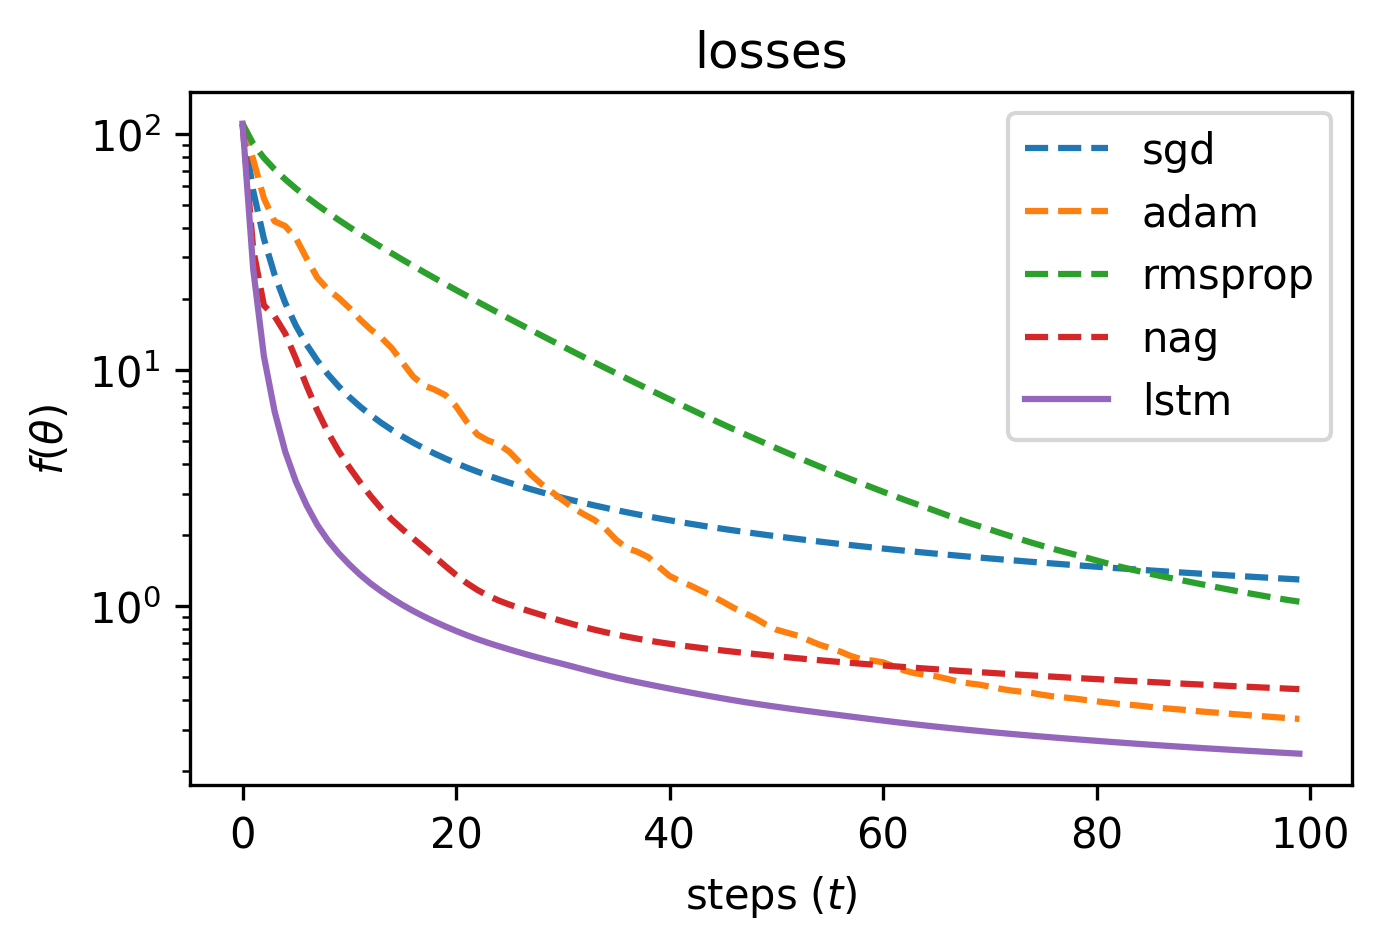 losses
10²
10¹
10⁰
f(θ)
0 20 40 60 80 100
steps (t)
sgd
adam
rmsprop
nag
lstm